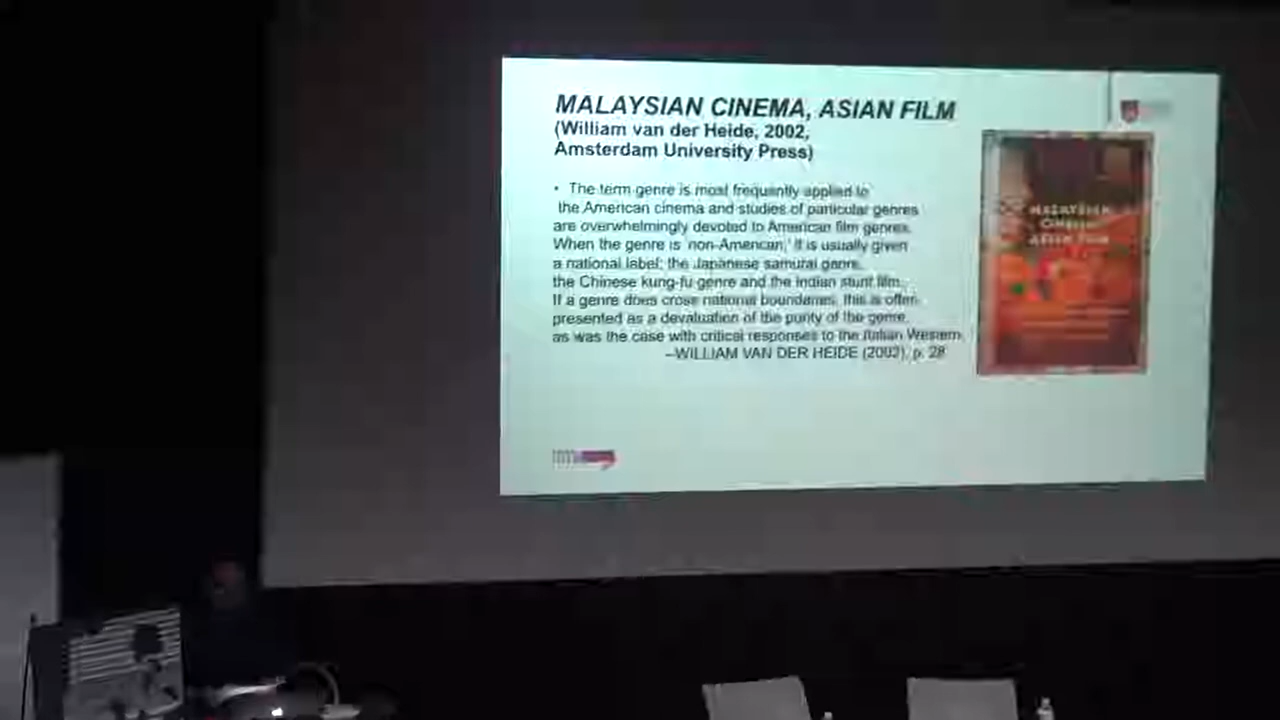 MALAYSIAN CINEMA, ASIAN FILM
(William van der Heide, 2002,
Amsterdam University Press)
• The term genre is most frequently applied to
the American cinema and studies of particular genres
are overwhelmingly devoted to American film genres.
When the genre is 'non-American,' it is usually given
a national label; the Japanese samurai genre,
the Chinese kung-fu genre and the Indian stunt film.
If a genre does cross national boundaries, this is often
presented as a devaluation of the purity of the genre,
as was the case with critical responses to the Italian Western.
–WILLIAM VAN DER HEIDE (2002), p. 28
MALAYSIAN
CINEMA,
ASIAN FILM